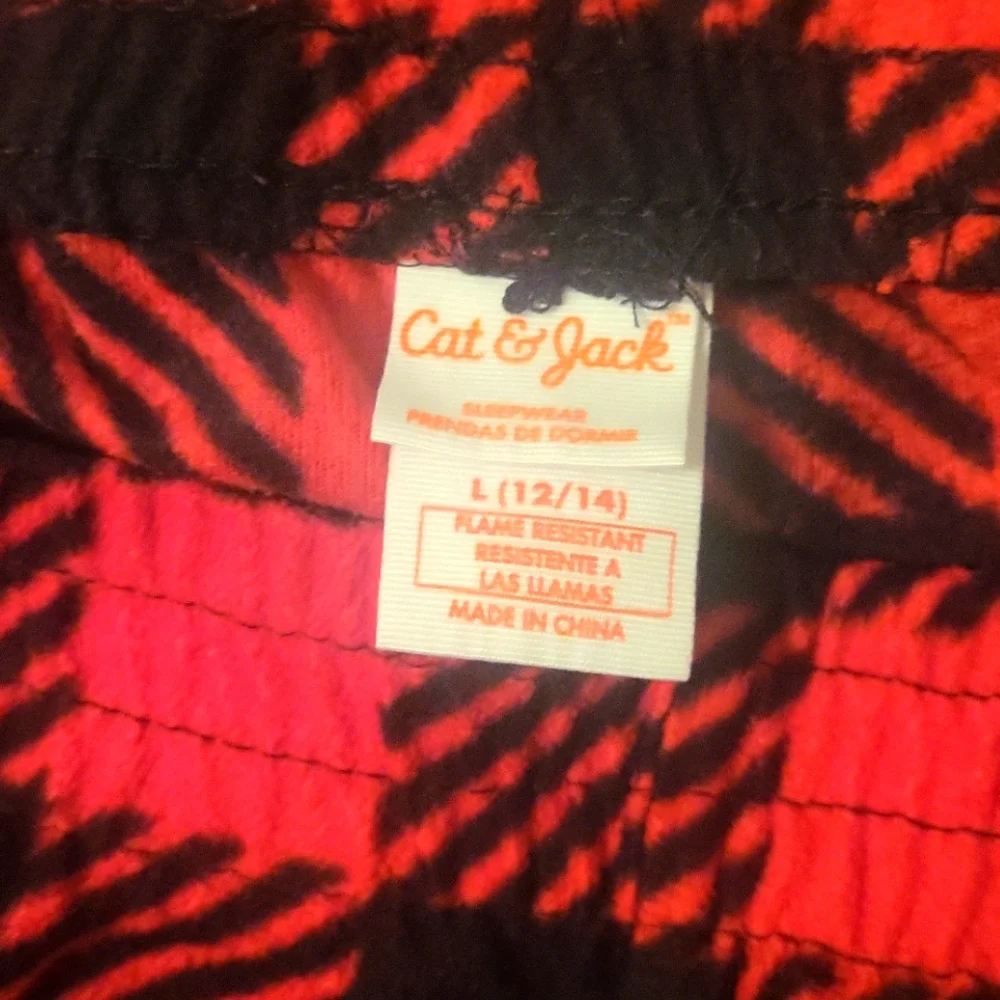 Cat & Jack™
SLEEPWEAR
PRENDAS DE DORMIR
L (12/14)
FLAME RESISTANT
RESISTENTE A
LAS LLAMAS
MADE IN CHINA